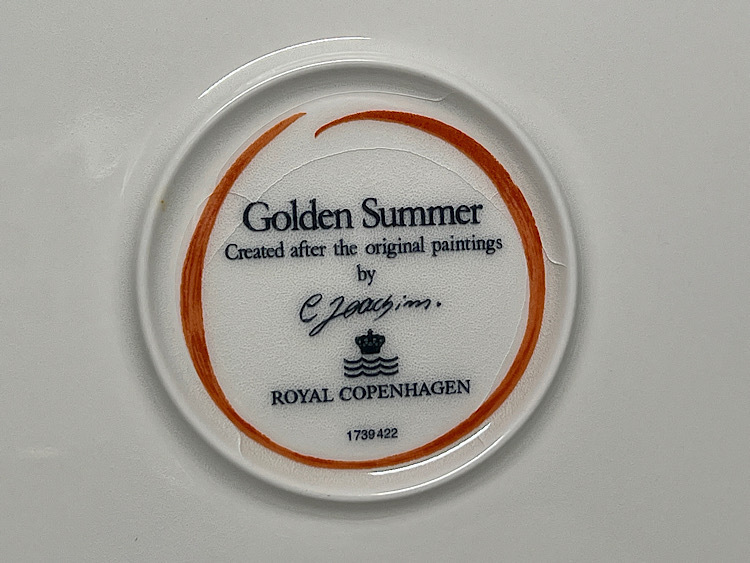 Golden Summer
Created after the original paintings
by
C Joachim.
ROYAL COPENHAGEN
1739422